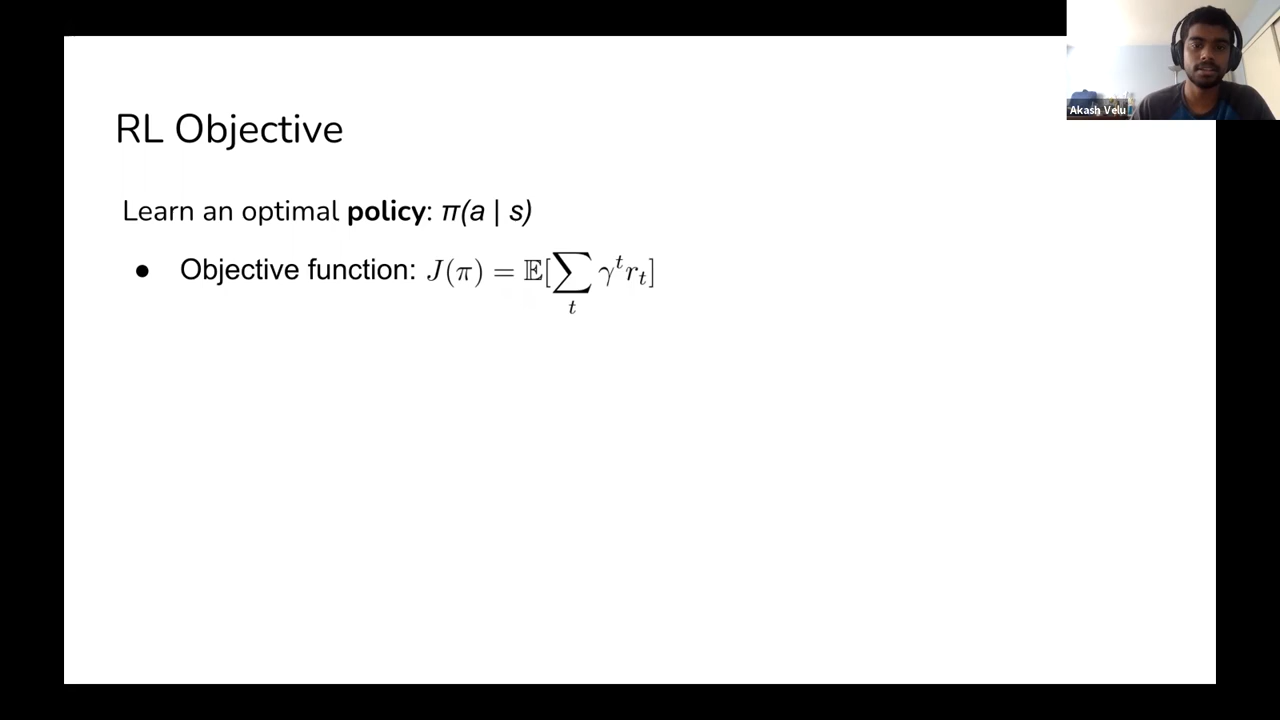 Akash Velu
RL Objective
Learn an optimal policy: π(a | s)
● Objective function: J(π) = 𝔼[∑ γᵗrₜ]
t